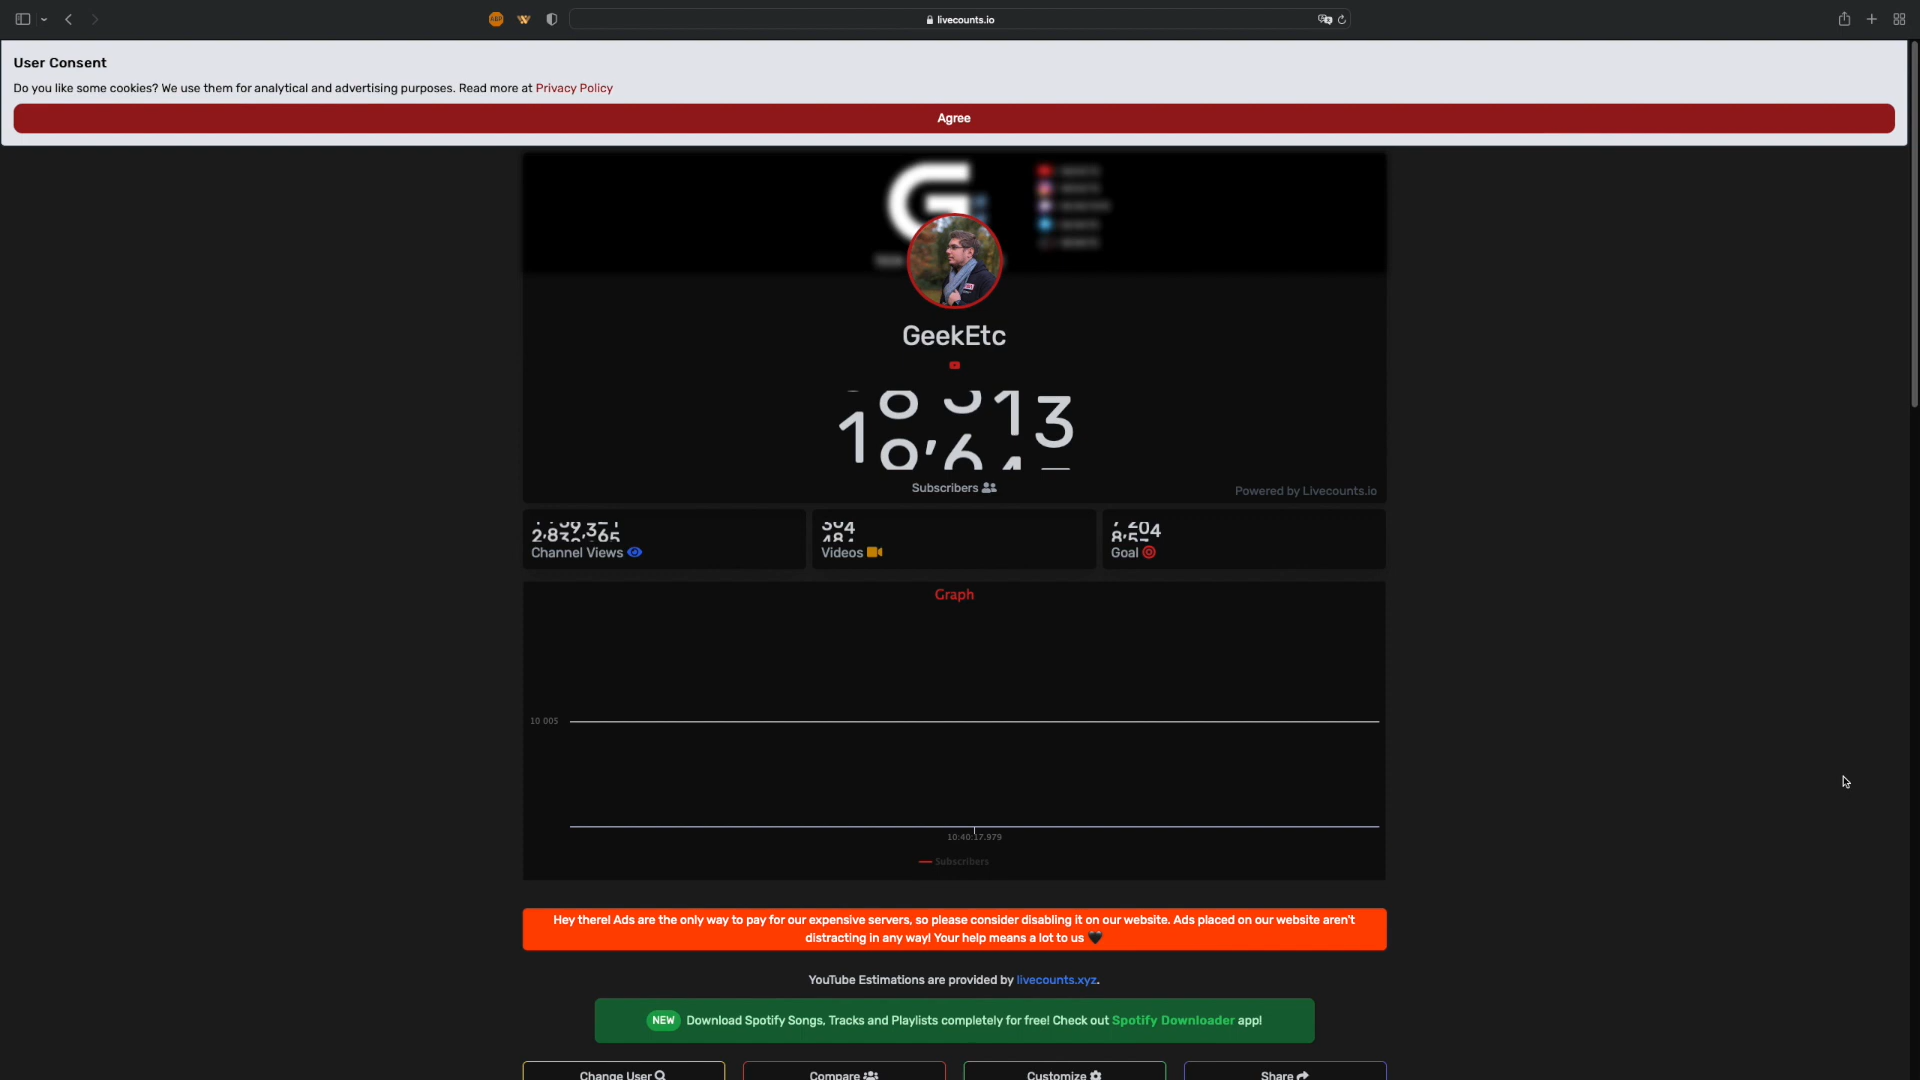 livecounts.io
User Consent
Do you like some cookies? We use them for analytical and advertising purposes. Read more at Privacy Policy
Agree
GeekEtc
Subscribers
Powered by Livecounts.io
Channel Views
Videos
Goal
Graph
10 005
10:40:17.979
Subscribers
Hey there! Ads are the only way to pay for our expensive servers, so please consider disabling it on our website. Ads placed on our website aren't
distracting in any way! Your help means a lot to us 🖤
YouTube Estimations are provided by livecounts.xyz.
NEW Download Spotify Songs, Tracks and Playlists completely for free! Check out Spotify Downloader app!
Change User Compare Customize Share